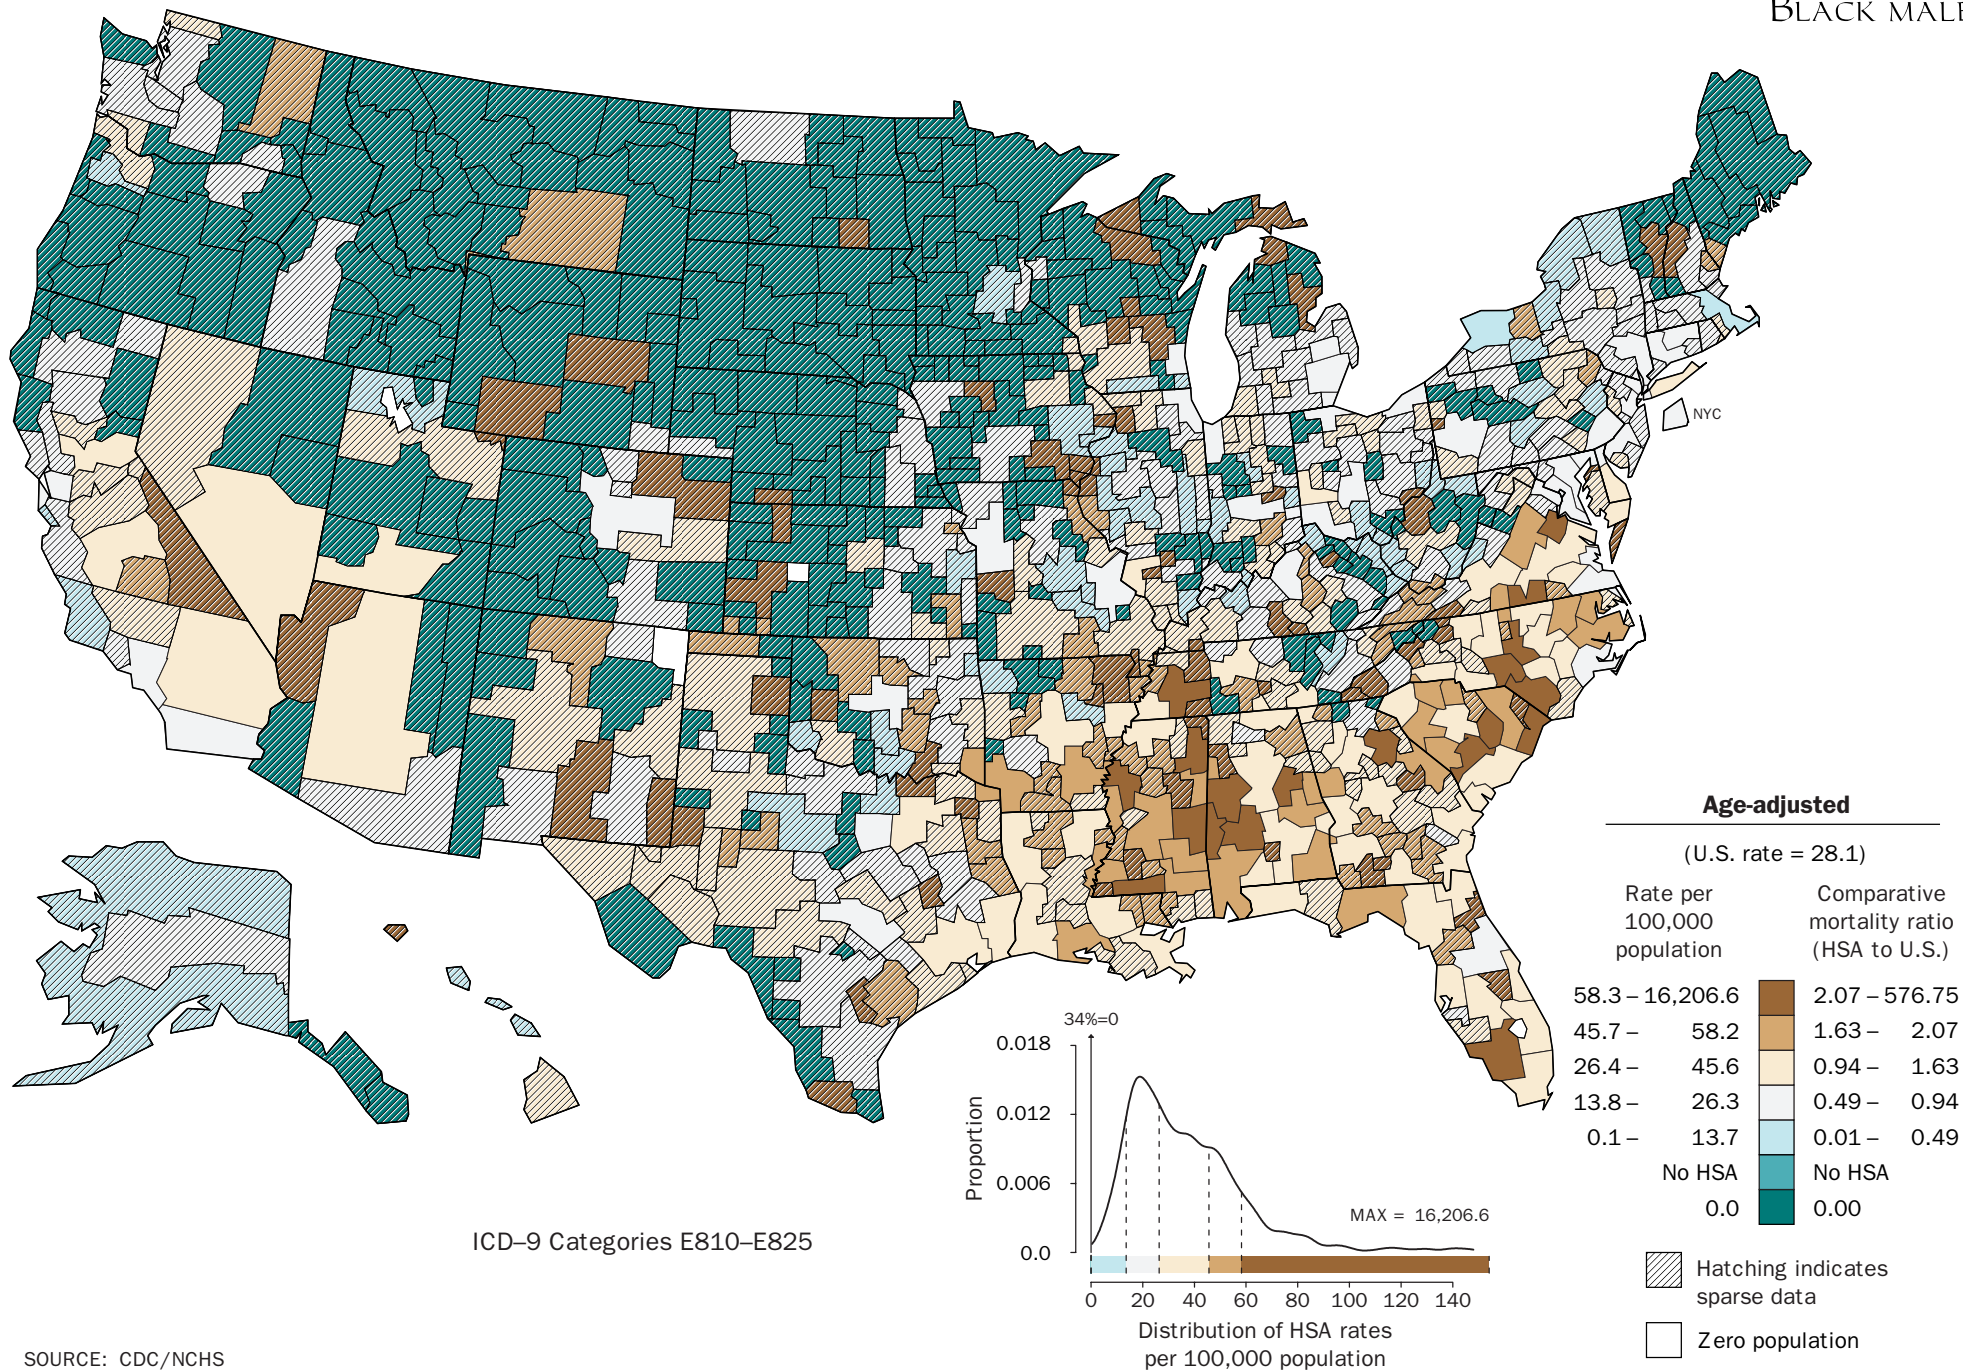 BLACK MALE
NYC
Age-adjusted
(U.S. rate = 28.1)
Rate per
100,000
population
Comparative
mortality ratio
(HSA to U.S.)
58.3 – 16,206.6 2.07 – 576.75
45.7 – 58.2 1.63 – 2.07
26.4 – 45.6 0.94 – 1.63
13.8 – 26.3 0.49 – 0.94
0.1 – 13.7 0.01 – 0.49
No HSA No HSA
0.0 0.00
Hatching indicates
sparse data
Zero population
34%=0
0.018
0.012
0.006
0.0
Proportion
MAX = 16,206.6
0 20 40 60 80 100 120 140
Distribution of HSA rates
per 100,000 population
ICD–9 Categories E810–E825
SOURCE: CDC/NCHS